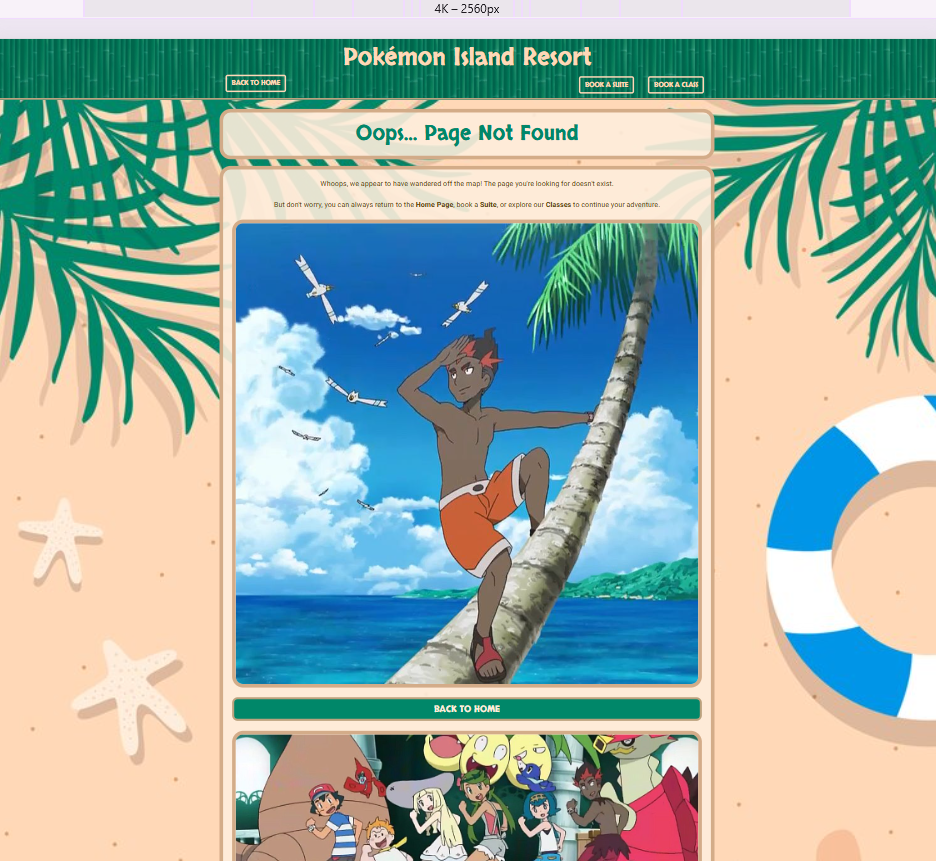 4K – 2560px
Pokémon Island Resort
BACK TO HOME
BOOK A SUITE
BOOK A CLASS
Oops... Page Not Found
Whoops, we appear to have wandered off the map! The page you're looking for doesn't exist.
But don't worry, you can always return to the Home Page, book a Suite, or explore our Classes to continue your adventure.
BACK TO HOME